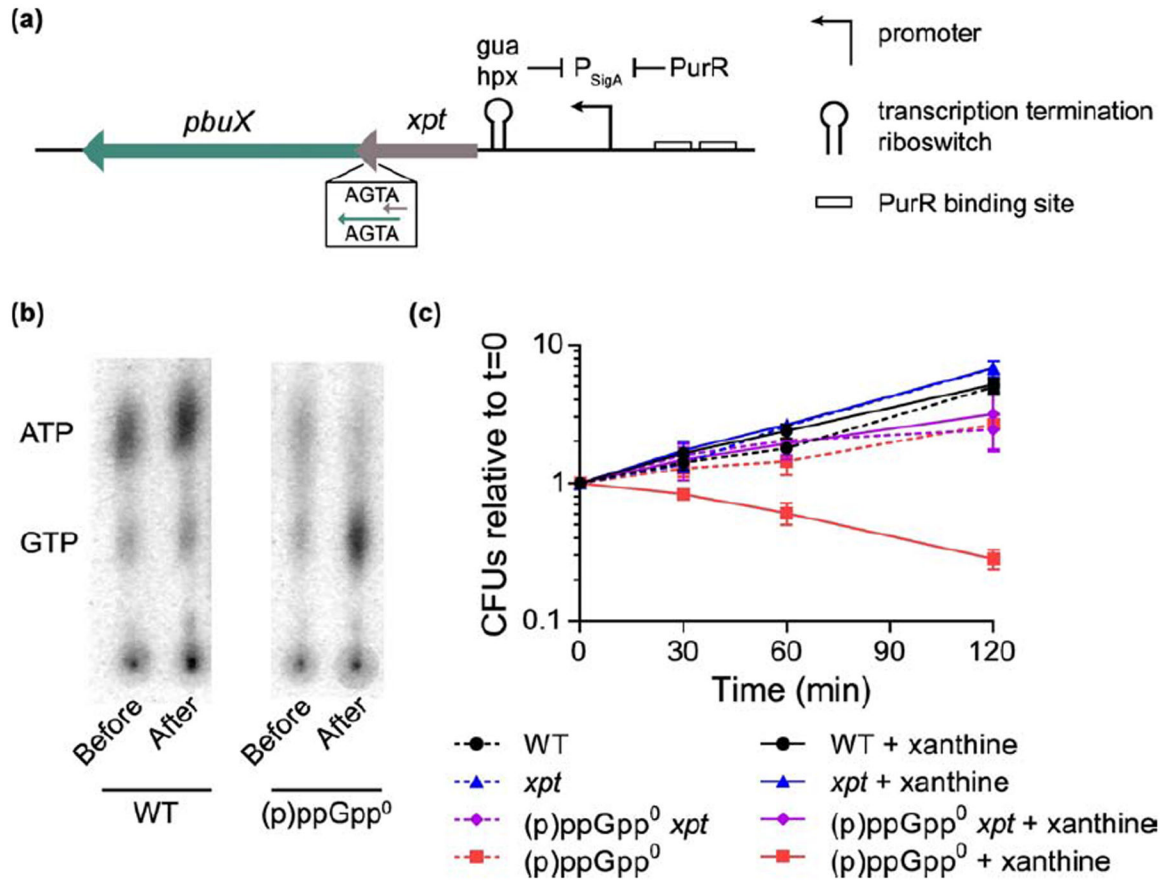 (a)
gua
hpx
P_SigA
PurR
pbuX
xpt
AGTA
AGTA
promoter
transcription termination
riboswitch
PurR binding site
(b)
ATP
GTP
Before
After
Before
After
WT
(p)ppGpp⁰
(c)
CFUs relative to t=0
10
1
0.1
0
30
60
90
120
Time (min)
WT
xpt
(p)ppGpp⁰ xpt
(p)ppGpp⁰
WT + xanthine
xpt + xanthine
(p)ppGpp⁰ xpt + xanthine
(p)ppGpp⁰ + xanthine